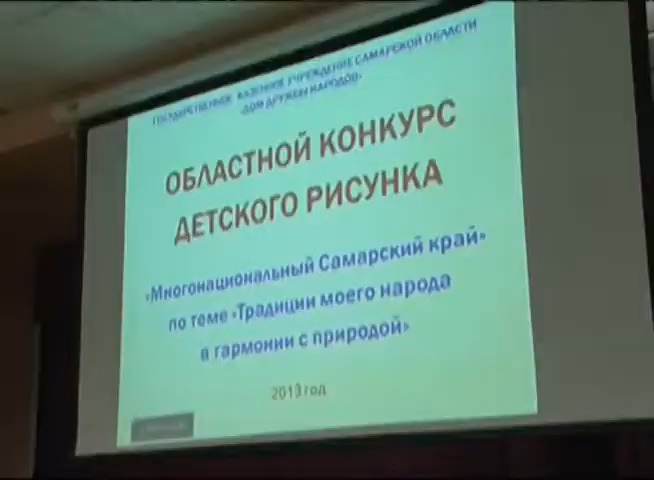 ГОСУДАРСТВЕННОЕ КАЗЕННОЕ УЧРЕЖДЕНИЕ САМАРСКОЙ ОБЛАСТИ
«ДОМ ДРУЖБЫ НАРОДОВ»
ОБЛАСТНОЙ КОНКУРС
ДЕТСКОГО РИСУНКА
«Многонациональный Самарский край»
по теме «Традиции моего народа
в гармонии с природой»
2013 год